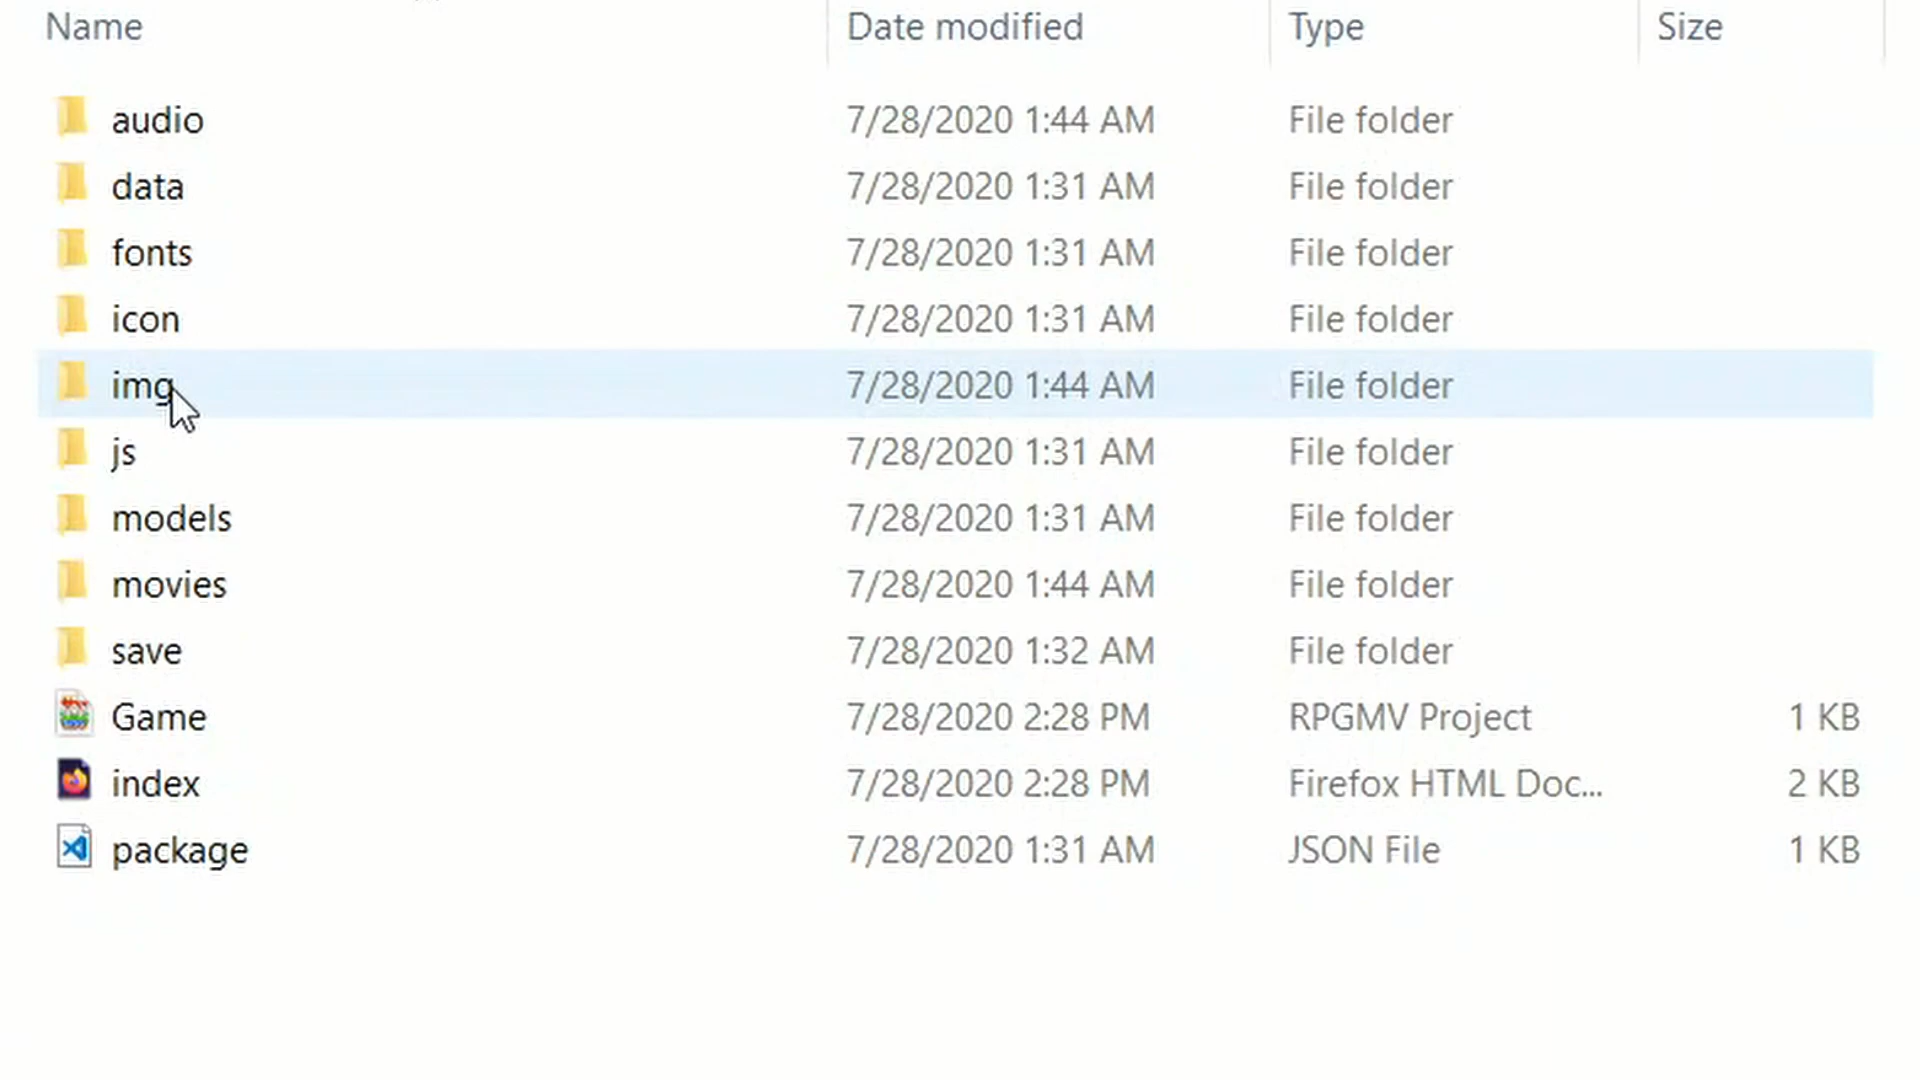 Name Date modified Type Size
audio 7/28/2020 1:44 AM File folder
data 7/28/2020 1:31 AM File folder
fonts 7/28/2020 1:31 AM File folder
icon 7/28/2020 1:31 AM File folder
img 7/28/2020 1:44 AM File folder
js 7/28/2020 1:31 AM File folder
models 7/28/2020 1:31 AM File folder
movies 7/28/2020 1:44 AM File folder
save 7/28/2020 1:32 AM File folder
Game 7/28/2020 2:28 PM RPGMV Project 1 KB
index 7/28/2020 2:28 PM Firefox HTML Doc... 2 KB
package 7/28/2020 1:31 AM JSON File 1 KB